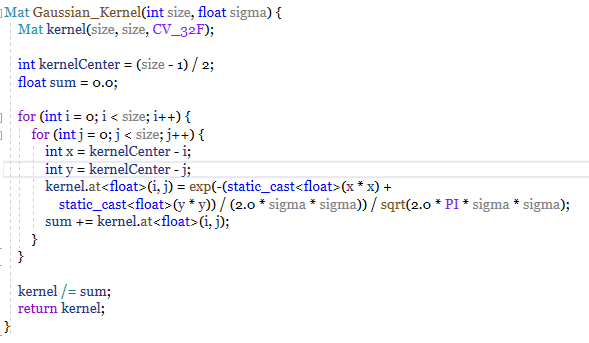 Mat Gaussian_Kernel(int size, float sigma) {
Mat kernel(size, size, CV_32F);
int kernelCenter = (size - 1) / 2;
float sum = 0.0;
for (int i = 0; i < size; i++) {
for (int j = 0; j < size; j++) {
int x = kernelCenter - i;
int y = kernelCenter - j;
kernel.at<float>(i, j) = exp(-(static_cast<float>(x * x) +
static_cast<float>(y * y)) / (2.0 * sigma * sigma)) / sqrt(2.0 * PI * sigma * sigma);
sum += kernel.at<float>(i, j);
}
}
kernel /= sum;
return kernel;
}